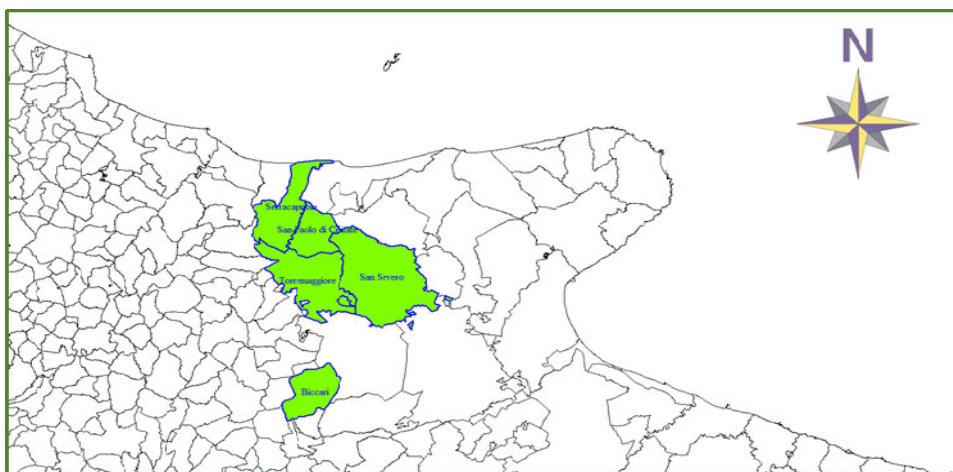 N
Serracapriola
San Paolo di Civitate
San Severo
Torremaggiore
Biccari